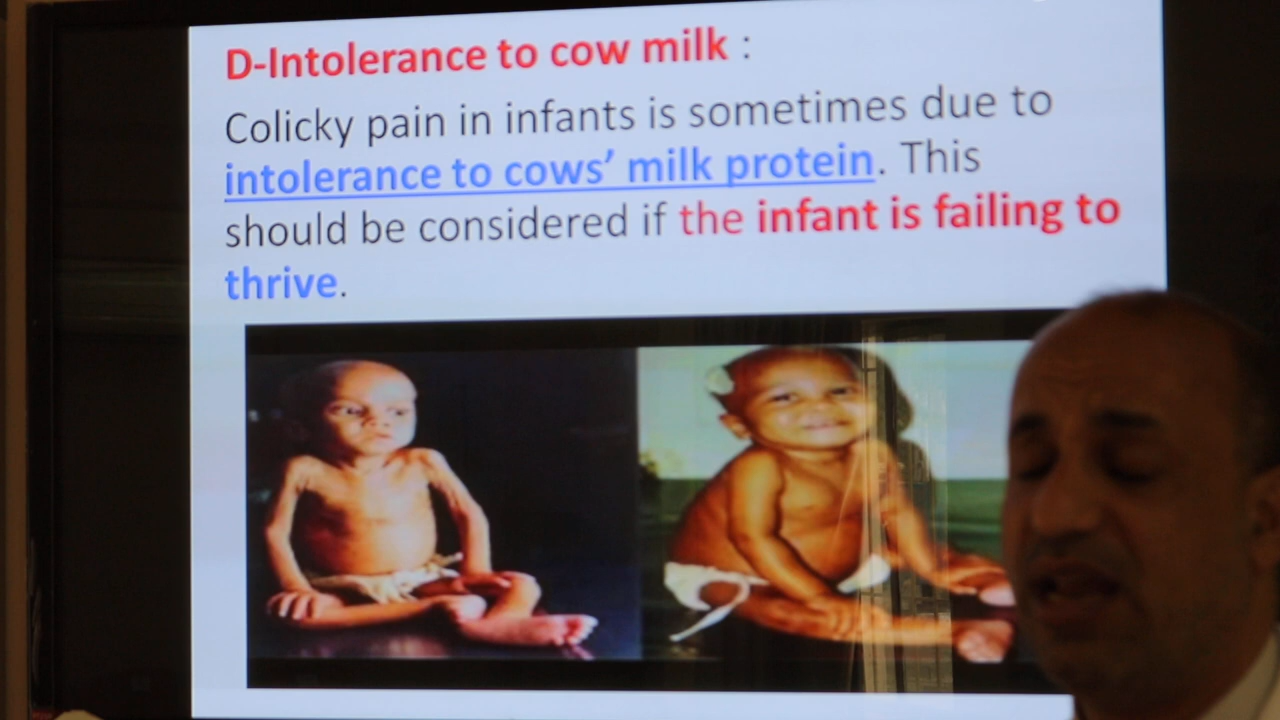 D-Intolerance to cow milk :
Colicky pain in infants is sometimes due to
intolerance to cows’ milk protein. This
should be considered if the infant is failing to
thrive.